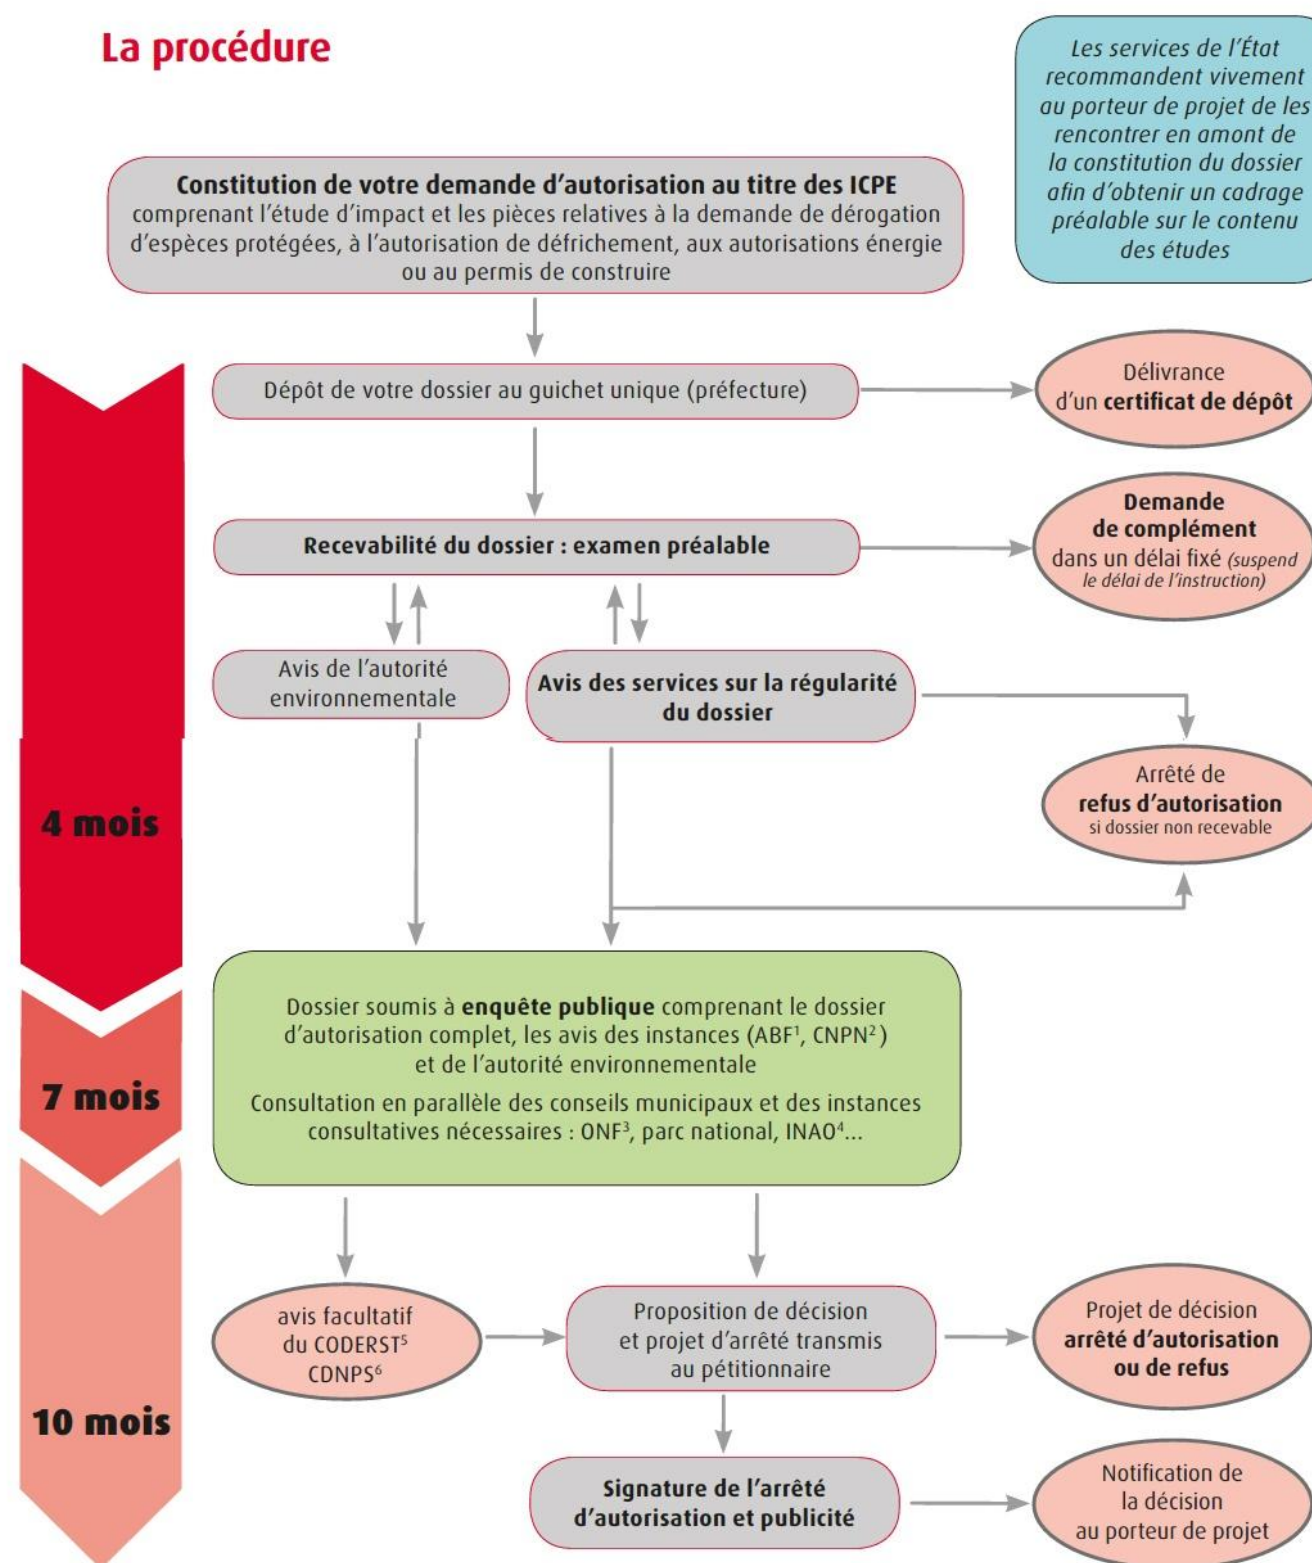 La procédure
Les services de l’État
recommandent vivement
au porteur de projet de les
rencontrer en amont de
la constitution du dossier
afin d’obtenir un cadrage
préalable sur le contenu
des études
Constitution de votre demande d’autorisation au titre des ICPE
comprenant l’étude d’impact et les pièces relatives à la demande de dérogation
d’espèces protégées, à l’autorisation de défrichement, aux autorisations énergie
ou au permis de construire
Dépôt de votre dossier au guichet unique (préfecture)
Délivrance
d’un certificat de dépôt
Recevabilité du dossier : examen préalable
Demande
de complément
dans un délai fixé (suspend
le délai de l’instruction)
Avis de l’autorité
environnementale
Avis des services sur la régularité
du dossier
Arrêté de
refus d’autorisation
si dossier non recevable
4 mois
Dossier soumis à enquête publique comprenant le dossier
d’autorisation complet, les avis des instances (ABF¹, CNPN²)
et de l’autorité environnementale
Consultation en parallèle des conseils municipaux et des instances
consultatives nécessaires : ONF³, parc national, INAO⁴...
7 mois
avis facultatif
du CODERST⁵
CDNPS⁶
Proposition de décision
et projet d’arrêté transmis
au pétitionnaire
Projet de décision
arrêté d’autorisation
ou de refus
10 mois
Signature de l’arrêté
d’autorisation et publicité
Notification de
la décision
au porteur de projet